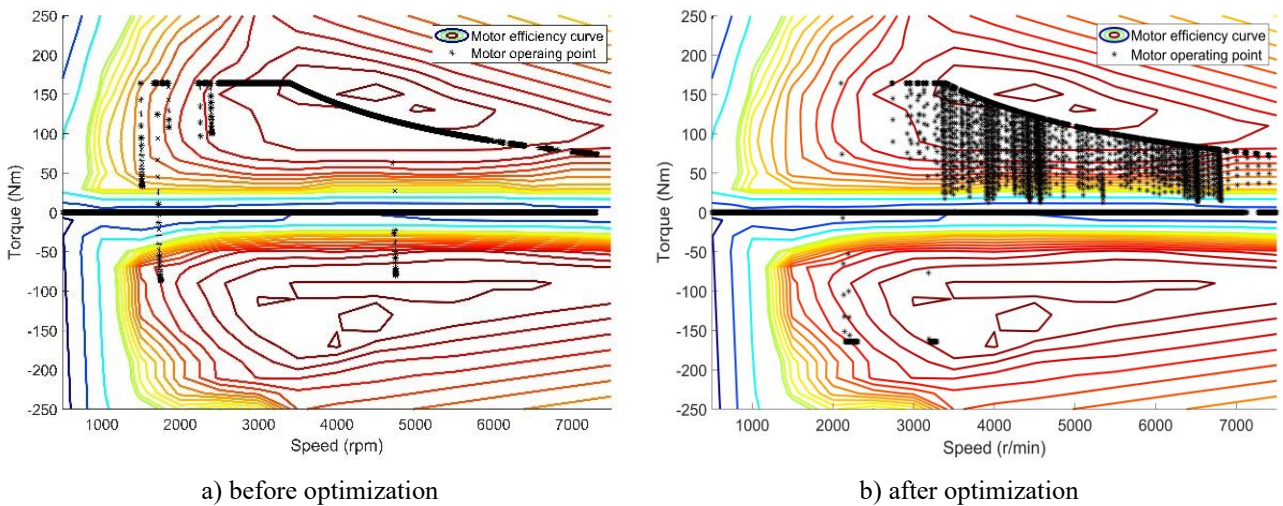 250
200
150
100
50
0
-50
-100
-150
-200
-250
Torque (Nm)
Motor efficiency curve
Motor operaing point
1000 2000 3000 4000 5000 6000 7000
Speed (rpm)
a) before optimization
250
200
150
100
50
0
-50
-100
-150
-200
-250
Torque (Nm)
Motor efficiency curve
Motor operating point
1000 2000 3000 4000 5000 6000 7000
Speed (r/min)
b) after optimization